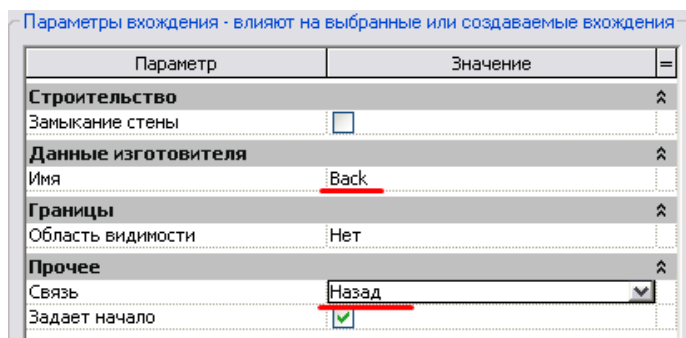 Параметры вхождения - влияют на выбранные или создаваемые вхождения
Параметр Значение =
Строительство
Замыкание стены
Данные изготовителя
Имя Back
Границы
Область видимости Нет
Прочее
Связь Назад
Задает начало